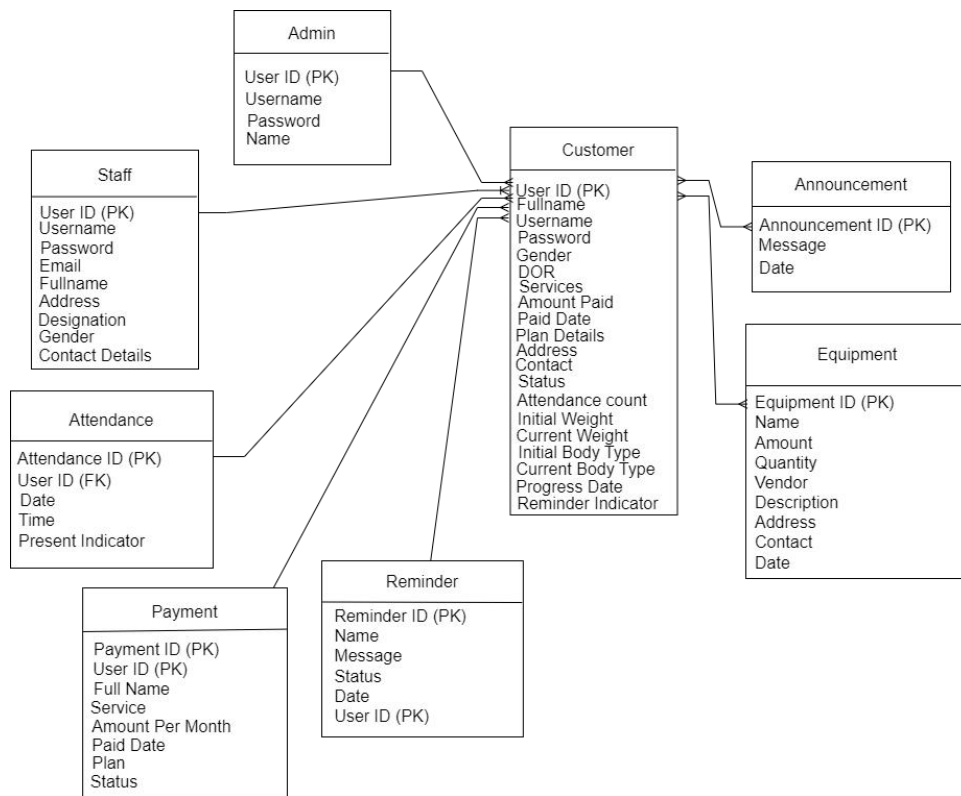 Admin
User ID (PK)
Username
Password
Name
Staff
User ID (PK)
Username
Password
Email
Fullname
Address
Designation
Gender
Contact Details
Attendance
Attendance ID (PK)
User ID (FK)
Date
Time
Present Indicator
Payment
Payment ID (PK)
User ID (PK)
Full Name
Service
Amount Per Month
Paid Date
Plan
Status
Reminder
Reminder ID (PK)
Name
Message
Status
Date
User ID (PK)
Customer
User ID (PK)
Fullname
Username
Password
Gender
DOR
Services
Amount Paid
Paid Date
Plan Details
Address
Contact
Status
Attendance count
Initial Weight
Current Weight
Initial Body Type
Current Body Type
Progress Date
Reminder Indicator
Announcement
Announcement ID (PK)
Message
Date
Equipment
Equipment ID (PK)
Name
Amount
Quantity
Vendor
Description
Address
Contact
Date